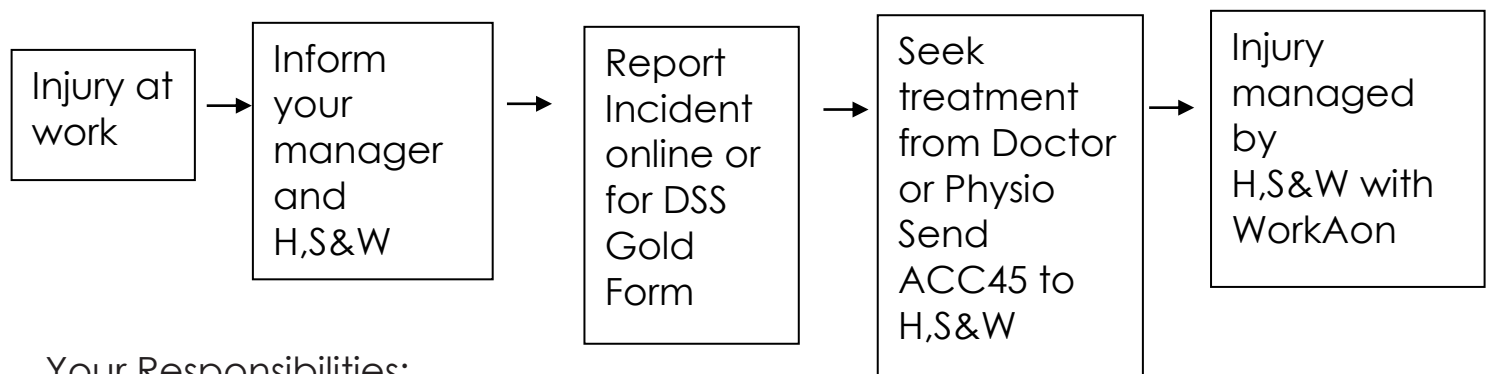 Injury at
work
Inform
your
manager
and
H,S&W
Report
Incident
online or
for DSS
Gold
Form
Seek
treatment
from Doctor
or Physio
Send
ACC45 to
H,S&W
Injury
managed
by
H,S&W with
WorkAon
Your Responsibilities: